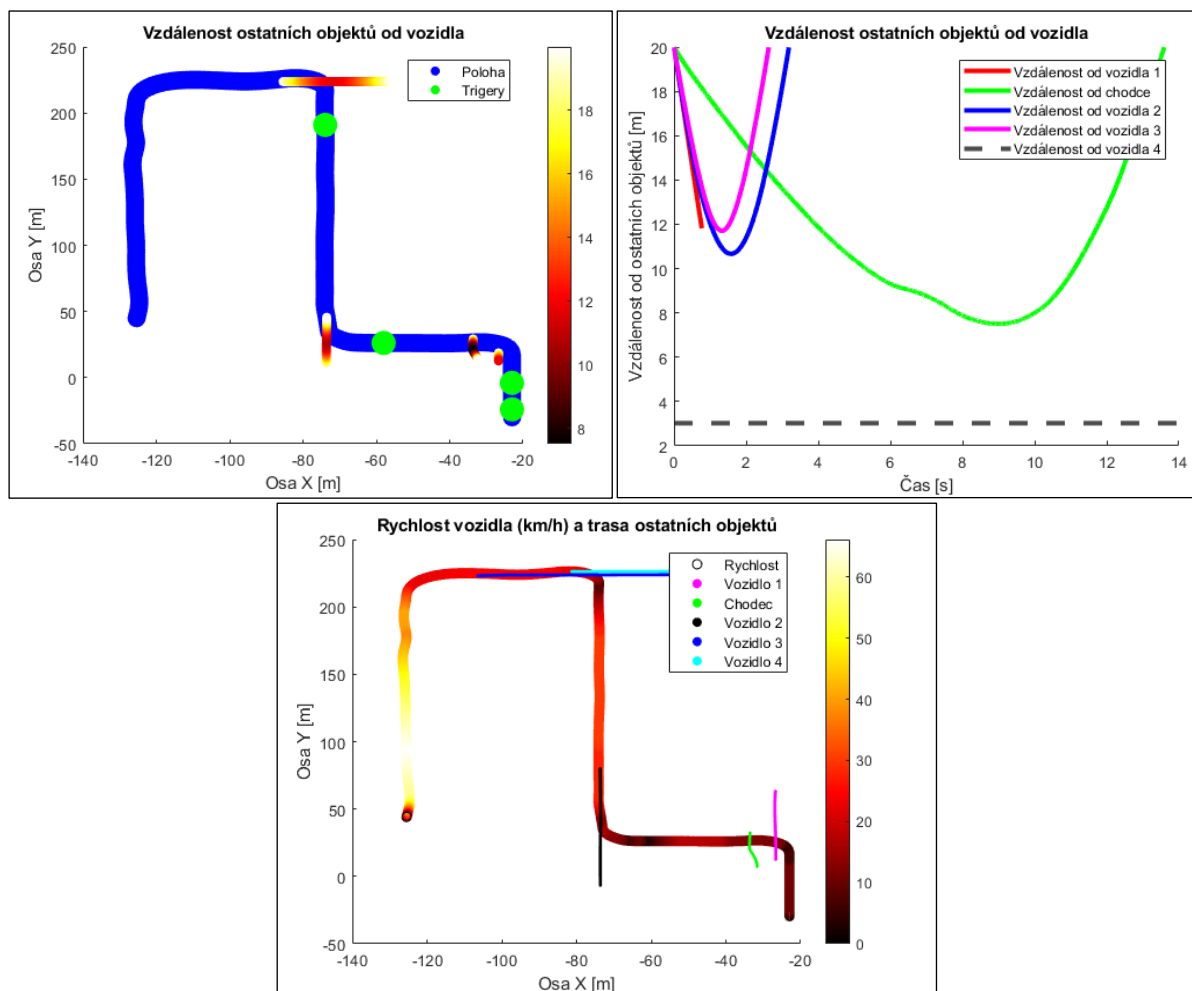 Vzdálenost ostatních objektů od vozidla
250
200
150
100
50
0
-50
Osa Y [m]
-140
-120
-100
-80
-60
-40
-20
Osa X [m]
Poloha
Trigery
18
16
14
12
10
8
Vzdálenost ostatních objektů od vozidla
20
18
16
14
12
10
8
6
4
2
Vzdálenost od ostatních objektů [m]
0
2
4
6
8
10
12
14
Čas [s]
Vzdálenost od vozidla 1
Vzdálenost od chodce
Vzdálenost od vozidla 2
Vzdálenost od vozidla 3
Vzdálenost od vozidla 4
Rychlost vozidla (km/h) a trasa ostatních objektů
250
200
150
100
50
0
-50
Osa Y [m]
-140
-120
-100
-80
-60
-40
-20
Osa X [m]
Rychlost
Vozidlo 1
Chodec
Vozidlo 2
Vozidlo 3
Vozidlo 4
60
50
40
30
20
10
0